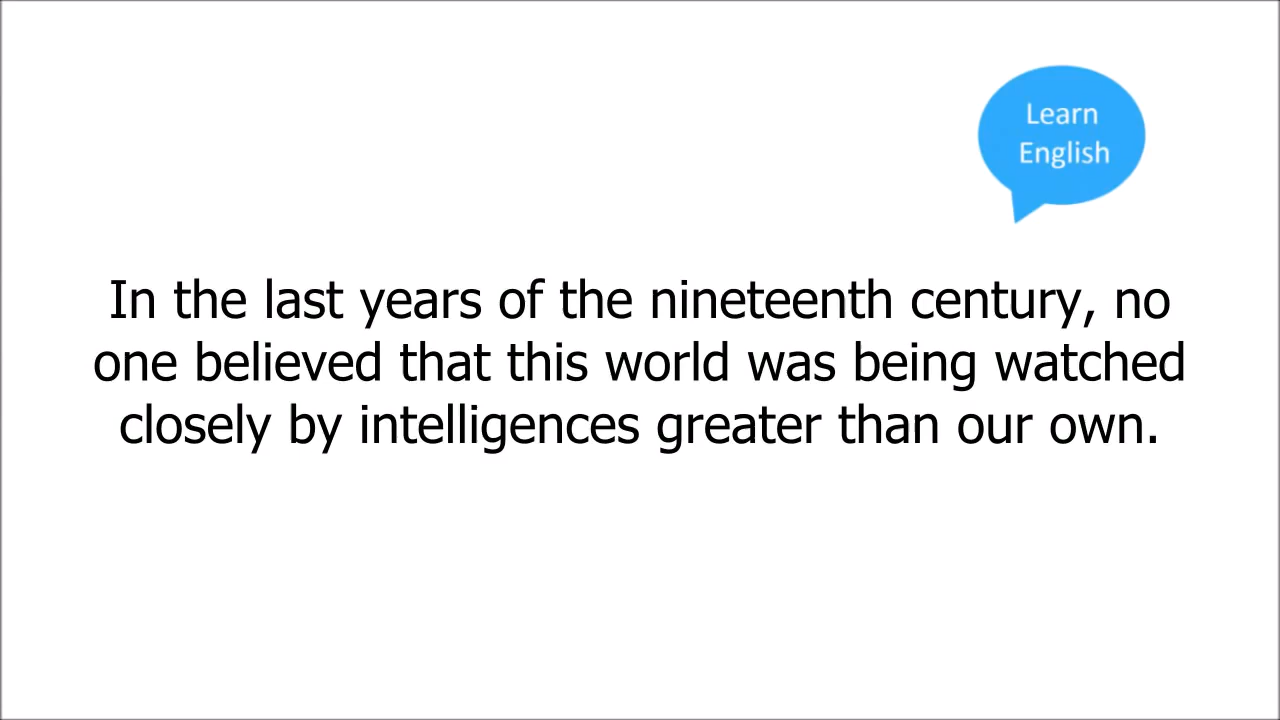 Learn
English
In the last years of the nineteenth century, no
one believed that this world was being watched
closely by intelligences greater than our own.